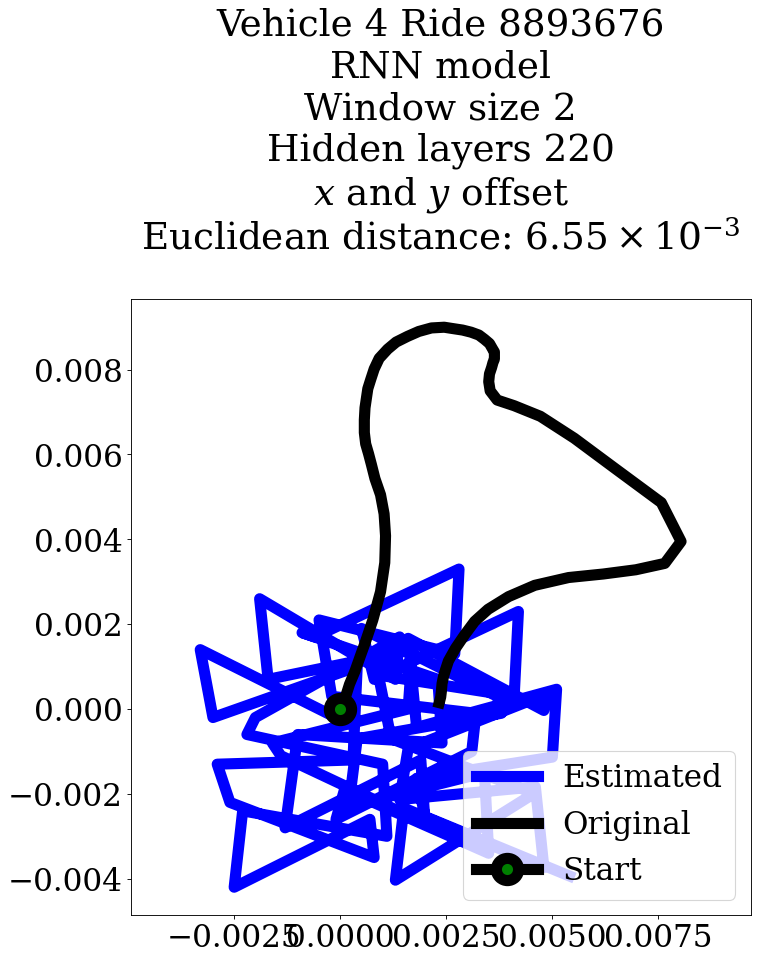 Vehicle 4 Ride 8893676
RNN model
Window size 2
Hidden layers 220
x and y offset
Euclidean distance: 6.55 × 10⁻³
0.008
0.006
0.004
0.002
0.000
−0.002
−0.004
Estimated
Original
Start
−0.0025 0.0000 0.0025 0.0050 0.0075